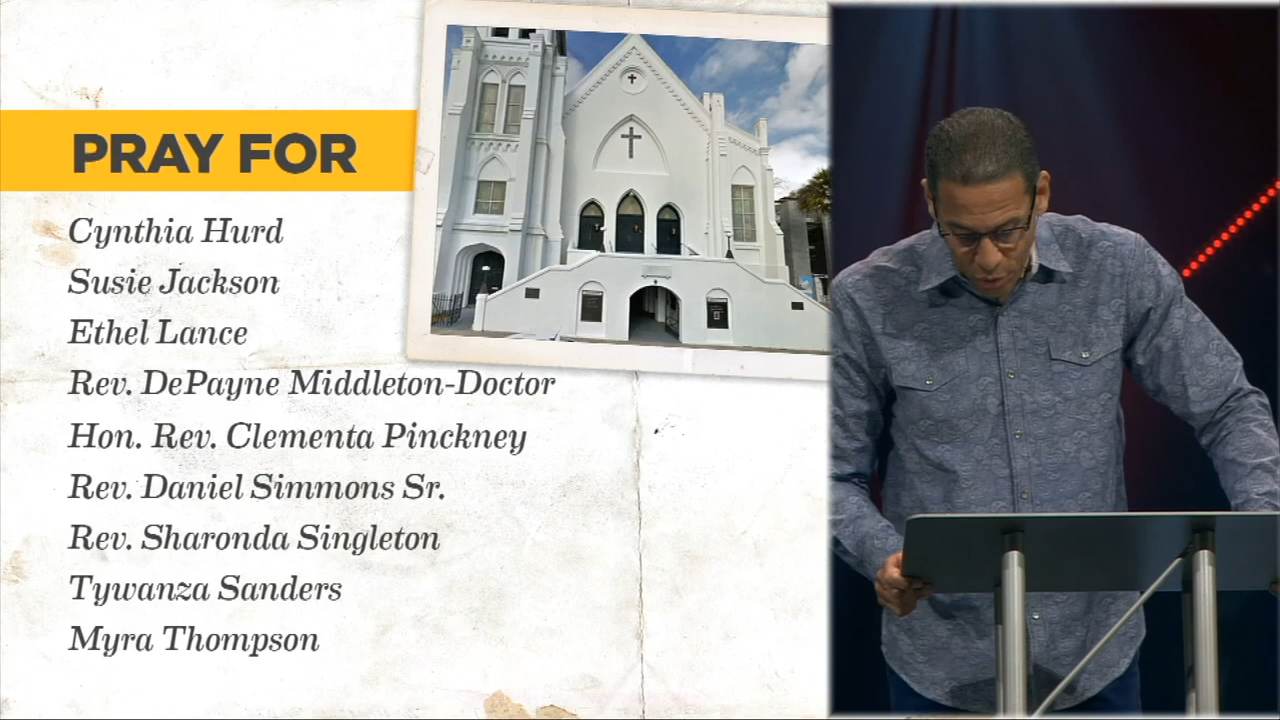 PRAY FOR
Cynthia Hurd
Susie Jackson
Ethel Lance
Rev. DePayne Middleton-Doctor
Hon. Rev. Clementa Pinckney
Rev. Daniel Simmons Sr.
Rev. Sharonda Singleton
Tywanza Sanders
Myra Thompson